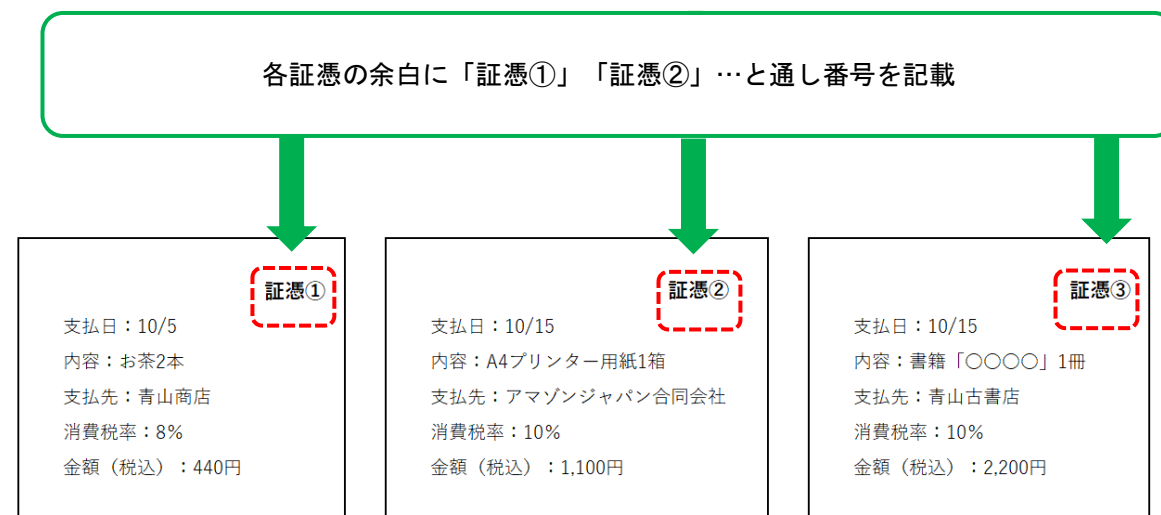 各証憑の余白に「証憑①」「証憑②」…と通し番号を記載
証憑①
支払日：10/5
内容：お茶2本
支払先：青山商店
消費税率：8%
金額（税込）：440円
証憑②
支払日：10/15
内容：A4プリンター用紙1箱
支払先：アマゾンジャパン合同会社
消費税率：10%
金額（税込）：1,100円
証憑③
支払日：10/15
内容：書籍「〇〇〇〇」1冊
支払先：青山古書店
消費税率：10%
金額（税込）：2,200円